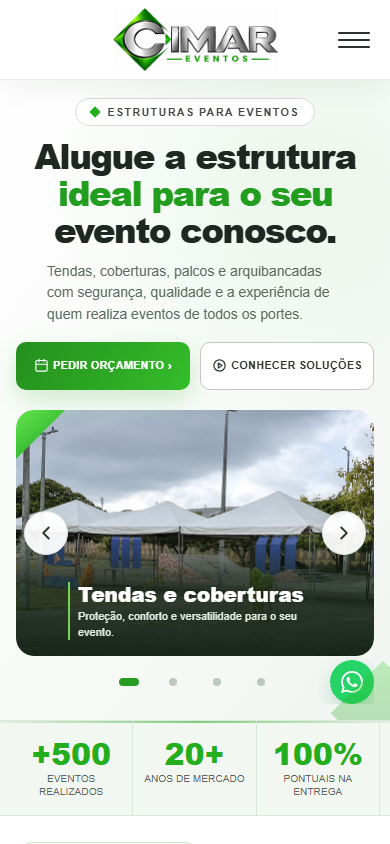 CIMAR
EVENTOS
ESTRUTURAS PARA EVENTOS
Alugue a estrutura
ideal para o seu
evento conosco.
Tendas, coberturas, palcos e arquibancadas
com segurança, qualidade e a experiência de
quem realiza eventos de todos os portes.
PEDIR ORÇAMENTO ›
CONHECER SOLUÇÕES
Tendas e coberturas
Proteção, conforto e versatilidade para o seu
evento.
+500
EVENTOS
REALIZADOS
20+
ANOS DE MERCADO
100%
PONTUAIS NA
ENTREGA